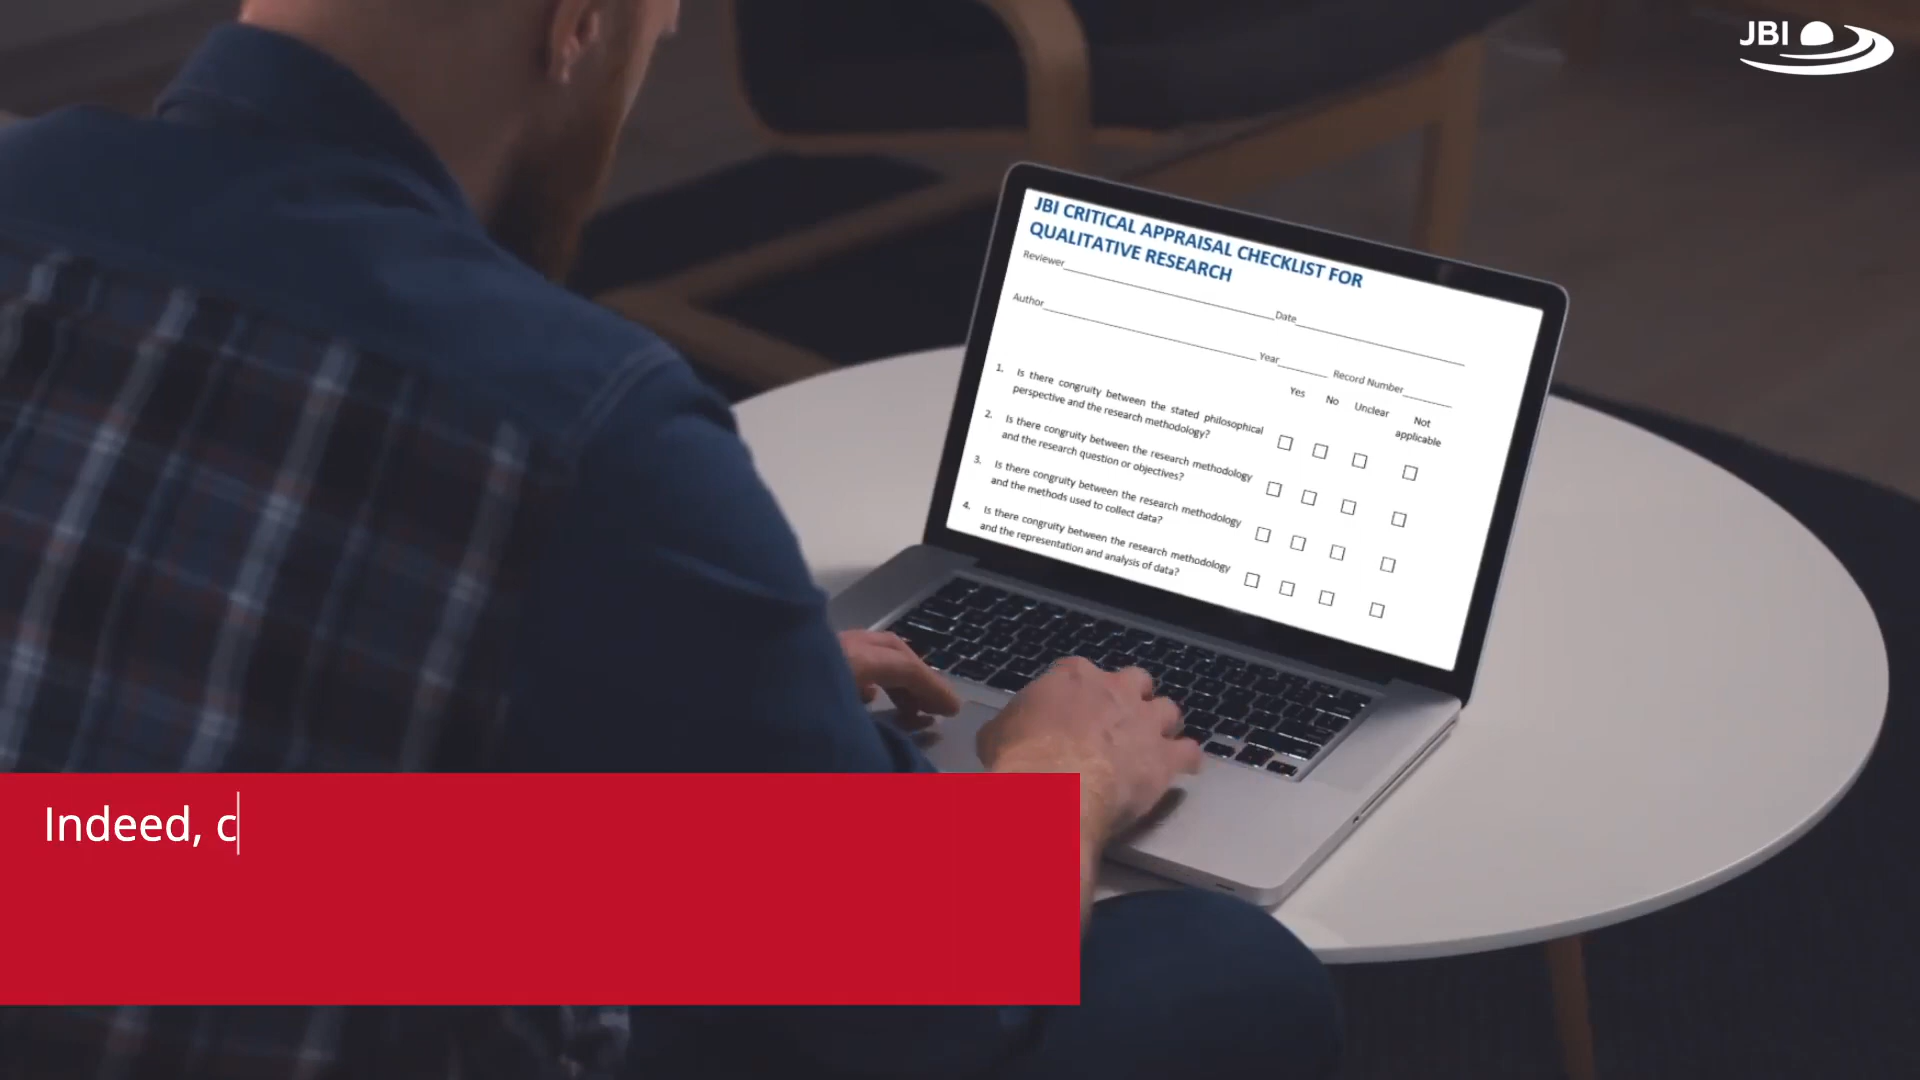 JBI
JBI CRITICAL APPRAISAL CHECKLIST FOR
QUALITATIVE RESEARCH
Reviewer Date
Author Year Record Number
Yes No Unclear Not
applicable
1. Is there congruity between the stated philosophical
perspective and the research methodology?
2. Is there congruity between the research methodology
and the research question or objectives?
3. Is there congruity between the research methodology
and the methods used to collect data?
4. Is there congruity between the research methodology
and the representation and analysis of data?
Indeed, c